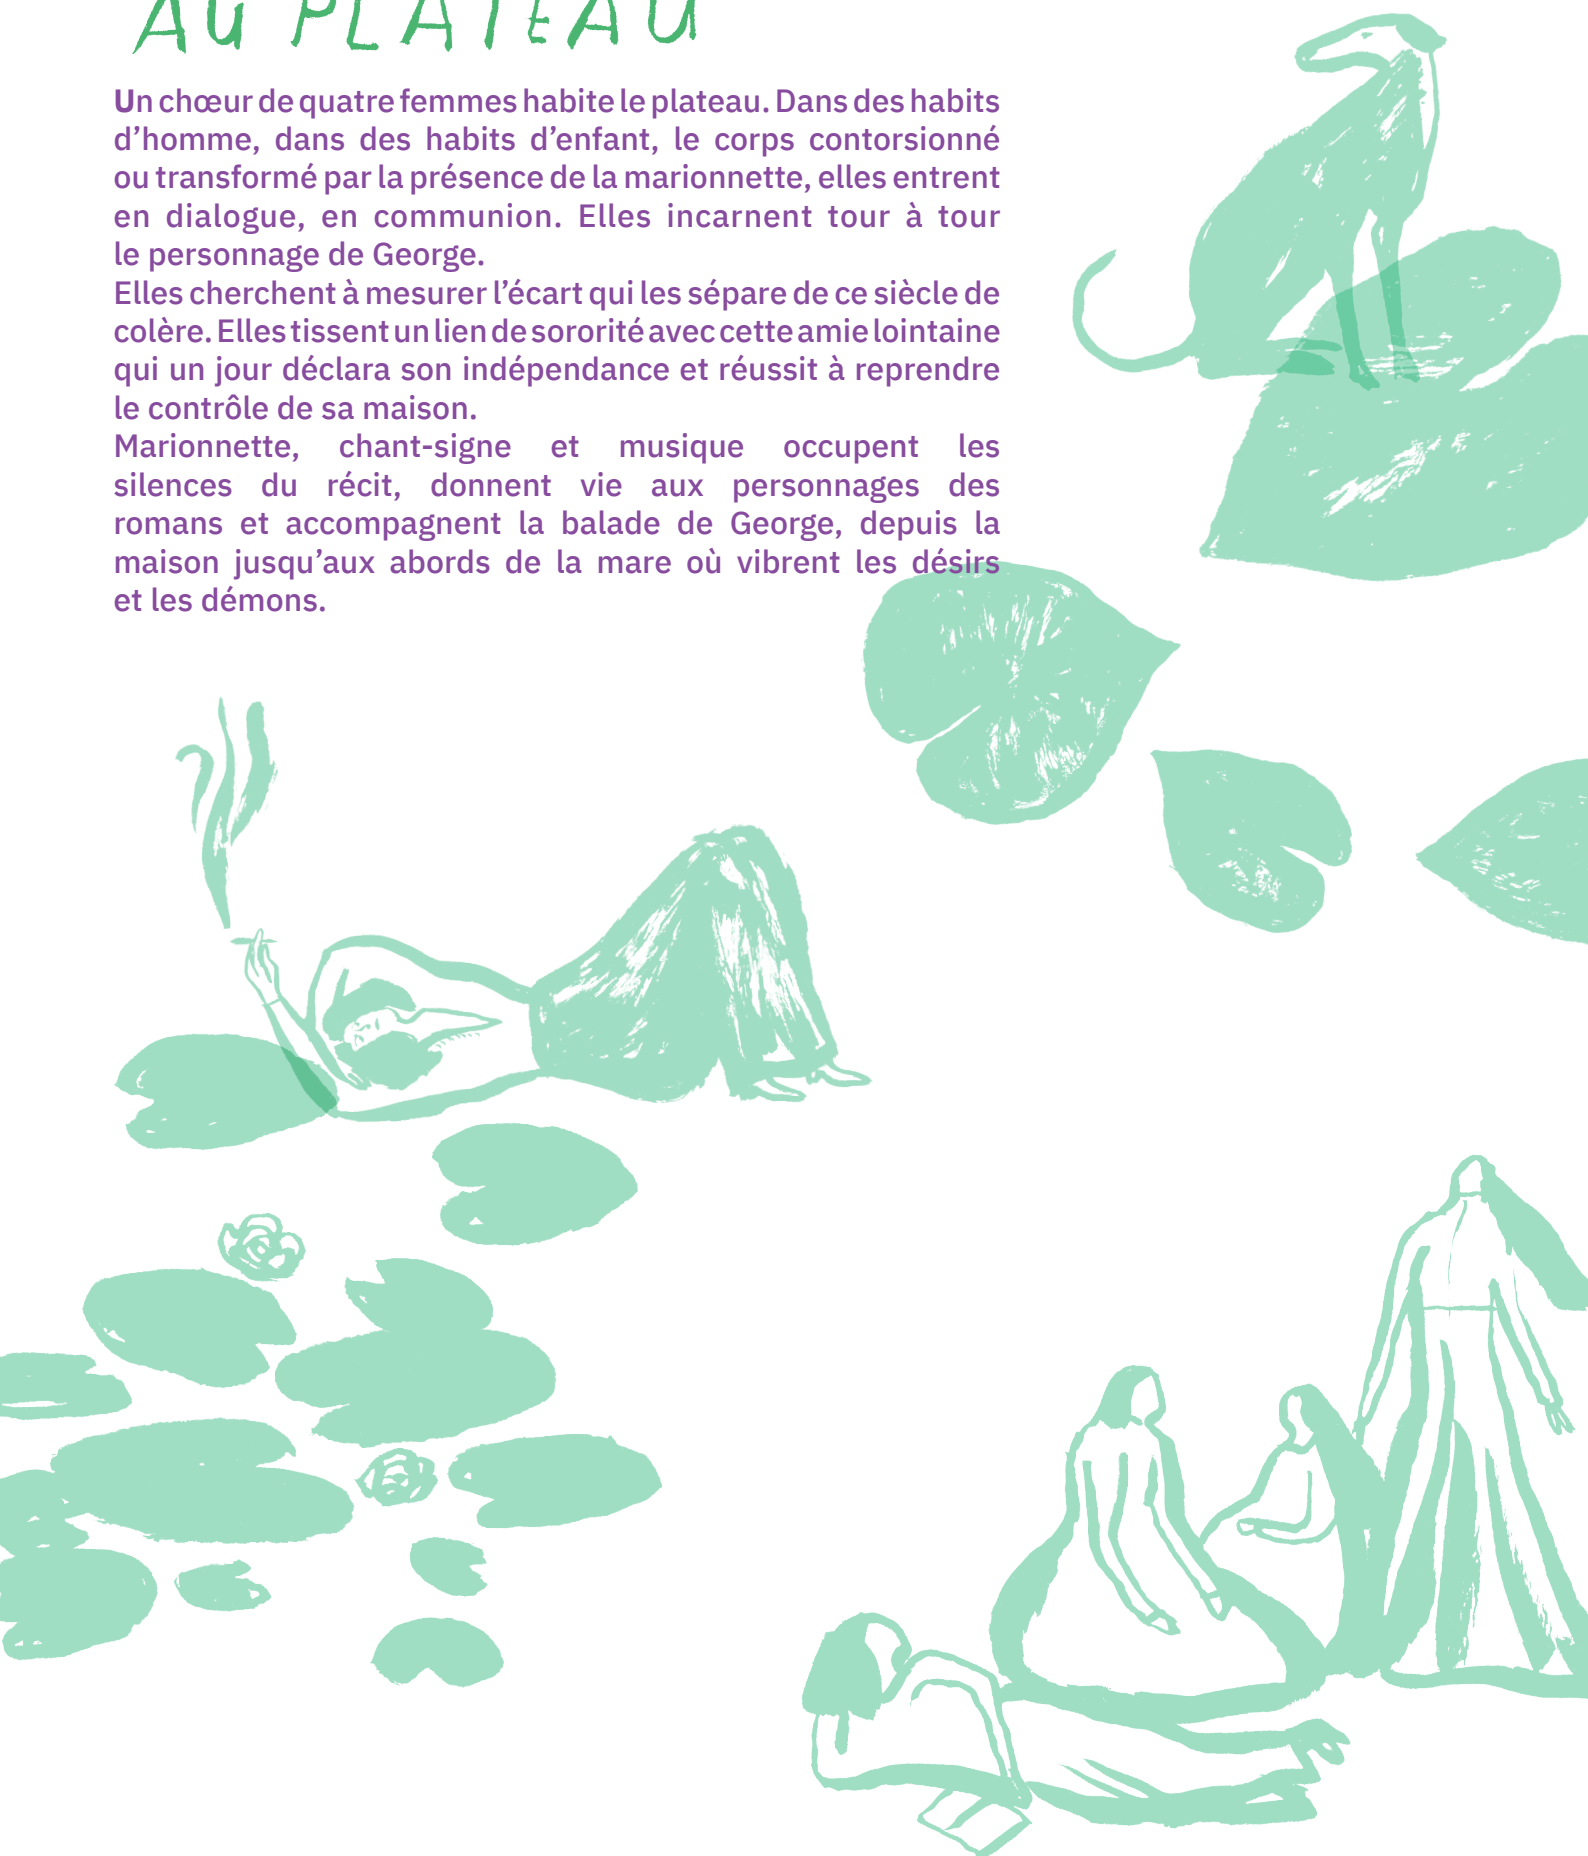 AU PLATEAU
Un chœur de quatre femmes habite le plateau. Dans des habits
d’homme, dans des habits d’enfant, le corps contorsionné
ou transformé par la présence de la marionnette, elles entrent
en dialogue, en communion. Elles incarnent tour à tour
le personnage de George.
Elles cherchent à mesurer l’écart qui les sépare de ce siècle de
colère. Elles tissent un lien de sororité avec cette amie lointaine
qui un jour déclara son indépendance et réussit à reprendre
le contrôle de sa maison.
Marionnette, chant-signe et musique occupent les
silences du récit, donnent vie aux personnages des
romans et accompagnent la balade de George, depuis la
maison jusqu’aux abords de la mare où vibrent les désirs
et les démons.